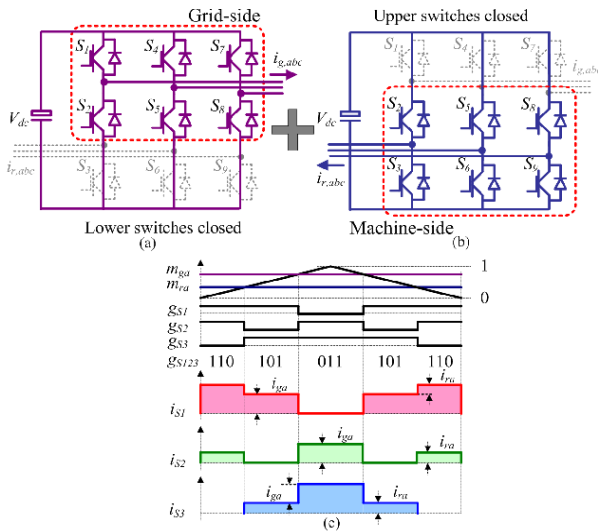 Grid-side
Upper switches closed
S1 S4 S7
ig,abc
Vdc
S2 S5 S8
ir,abc
S3 S6 S9
Lower switches closed
(a)
S1 S4 S7
ig,abc
Vdc
S2 S5 S8
ir,abc
S3 S6 S9
Machine-side
(b)
mga
1
mra
0
gS1
gS2
gS3
gS123 110 101 011 101 110
iga
ira
iS1
iga
ira
iS2
iga
ira
iS3
(c)